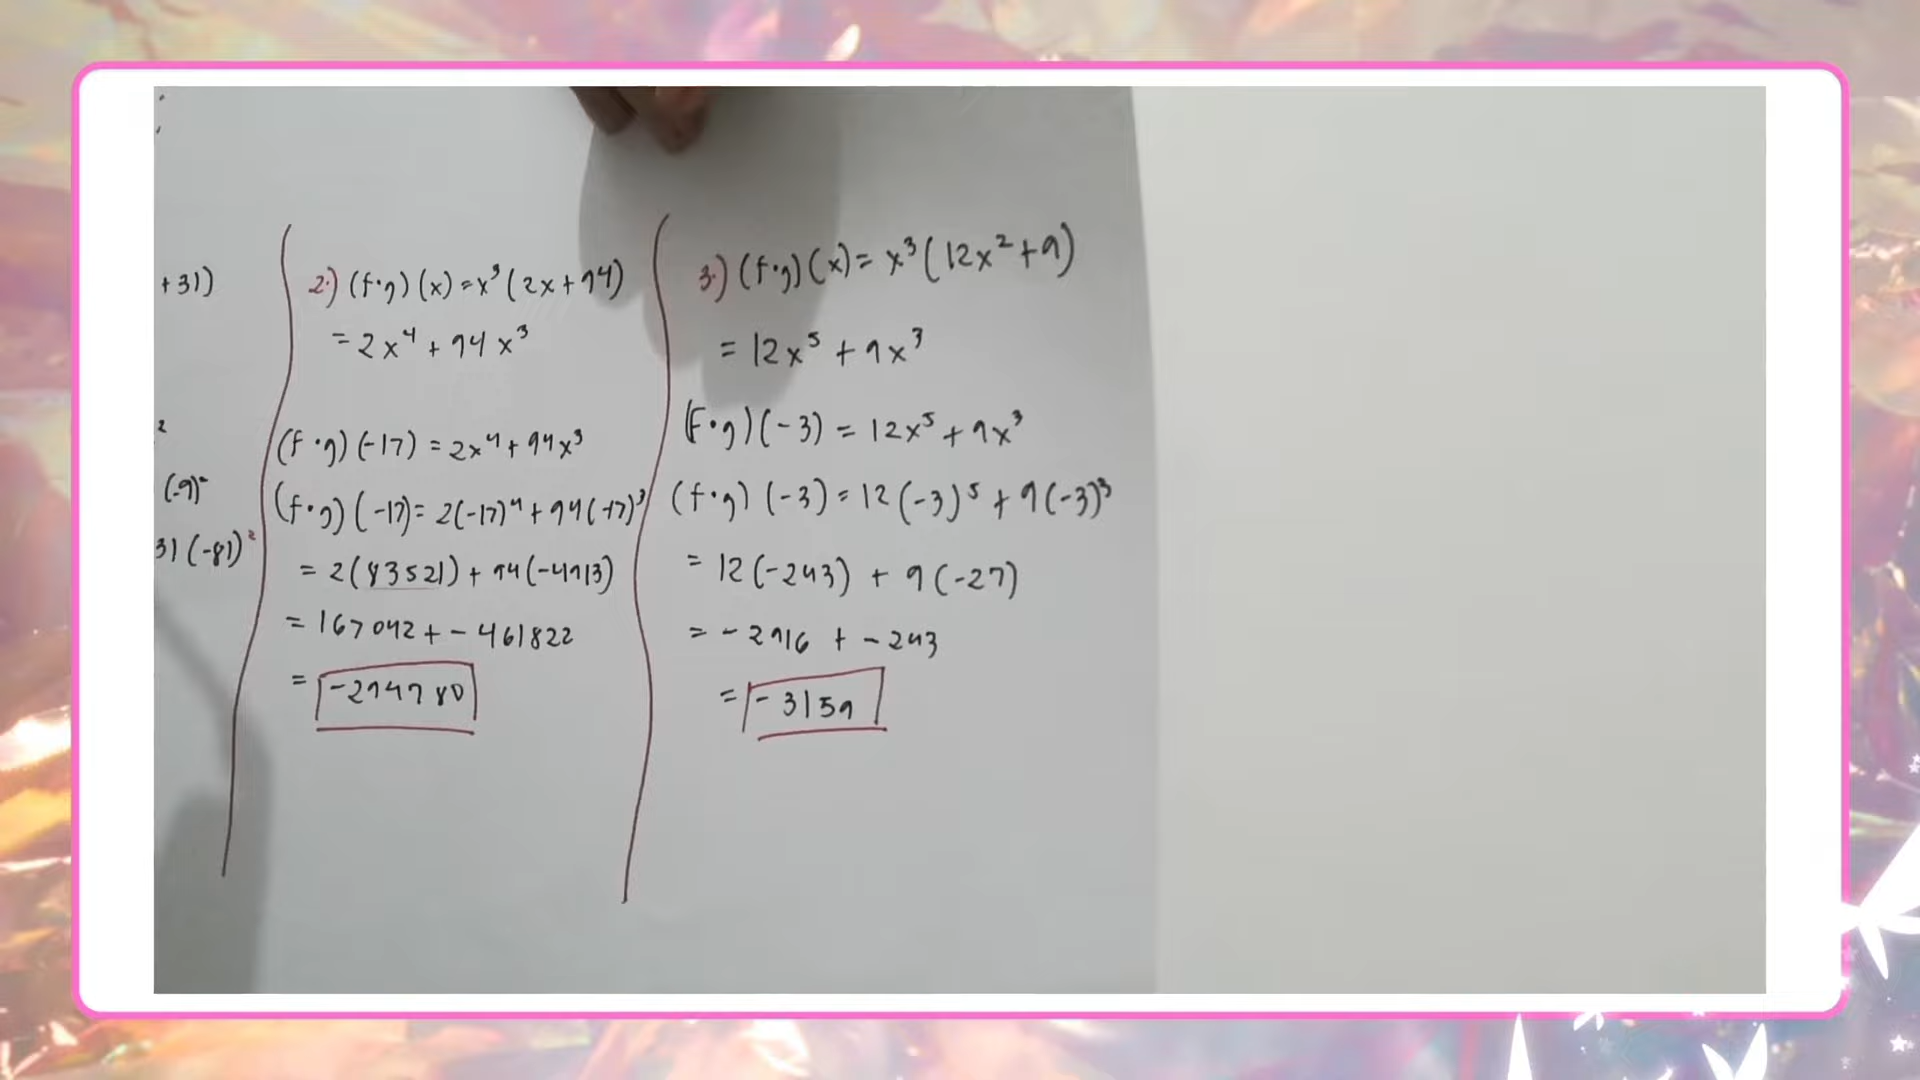 +31)
2
(-9)²
31(-81)²
2.) (f•g)(x)=x³(2x+94)
=2x⁴+94x³
(f•g)(-17)=2x⁴+94x³
(f•g)(-17)=2(-17)⁴+94(-17)³
=2(83521)+94(-4913)
=167042+-461822
=-294780
3.) (f•g)(x)=x³(12x²+9)
=12x⁵+9x³
(f•g)(-3)=12x⁵+9x³
(f•g)(-3)=12(-3)⁵+9(-3)³
=12(-243)+9(-27)
=-2916+-243
=-3159